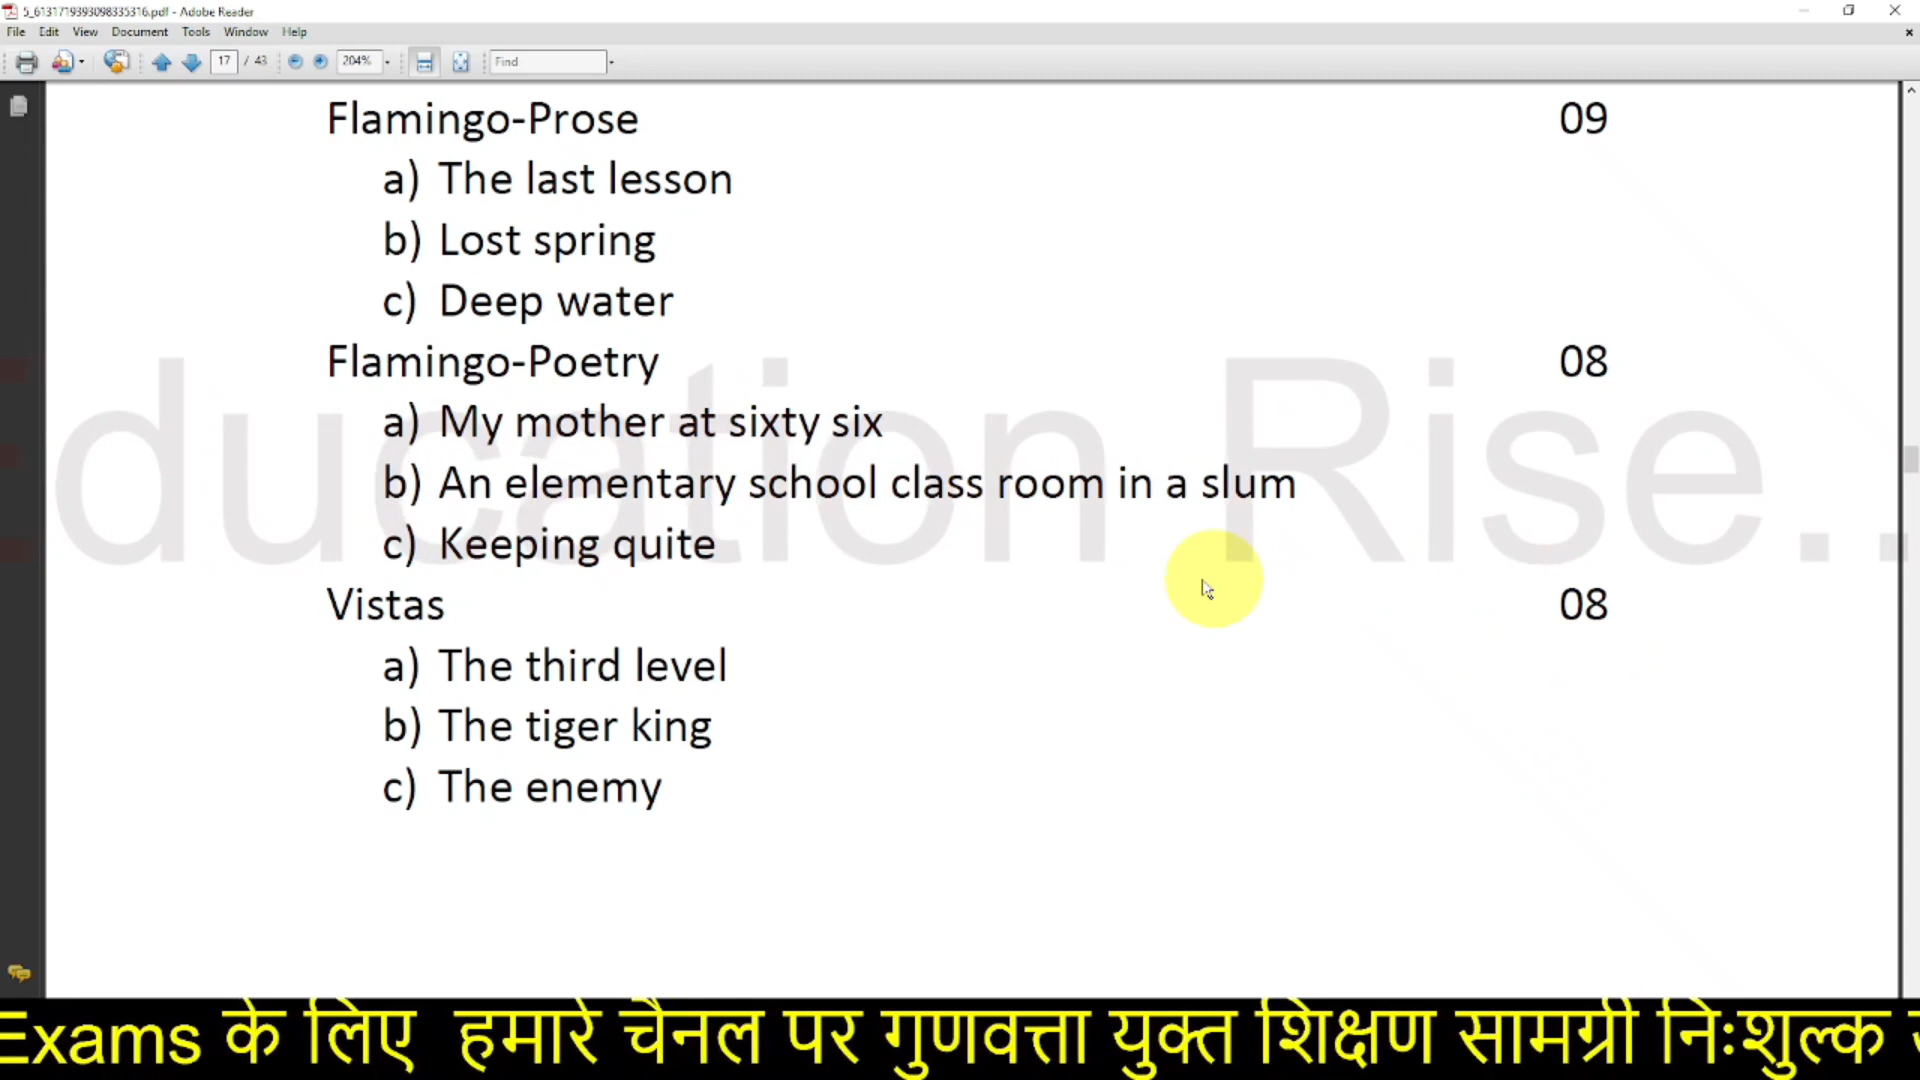 5_6131719393098335316.pdf - Adobe Reader
File Edit View Document Tools Window Help
17 / 43 204% Find
Flamingo-Prose 09
a) The last lesson
b) Lost spring
c) Deep water
Flamingo-Poetry 08
a) My mother at sixty six
b) An elementary school class room in a slum
c) Keeping quite
Vistas 08
a) The third level
b) The tiger king
c) The enemy
Education Rise..
Exams के लिए हमारे चैनल पर गुणवत्ता युक्त शिक्षण सामग्री निःशुल्क